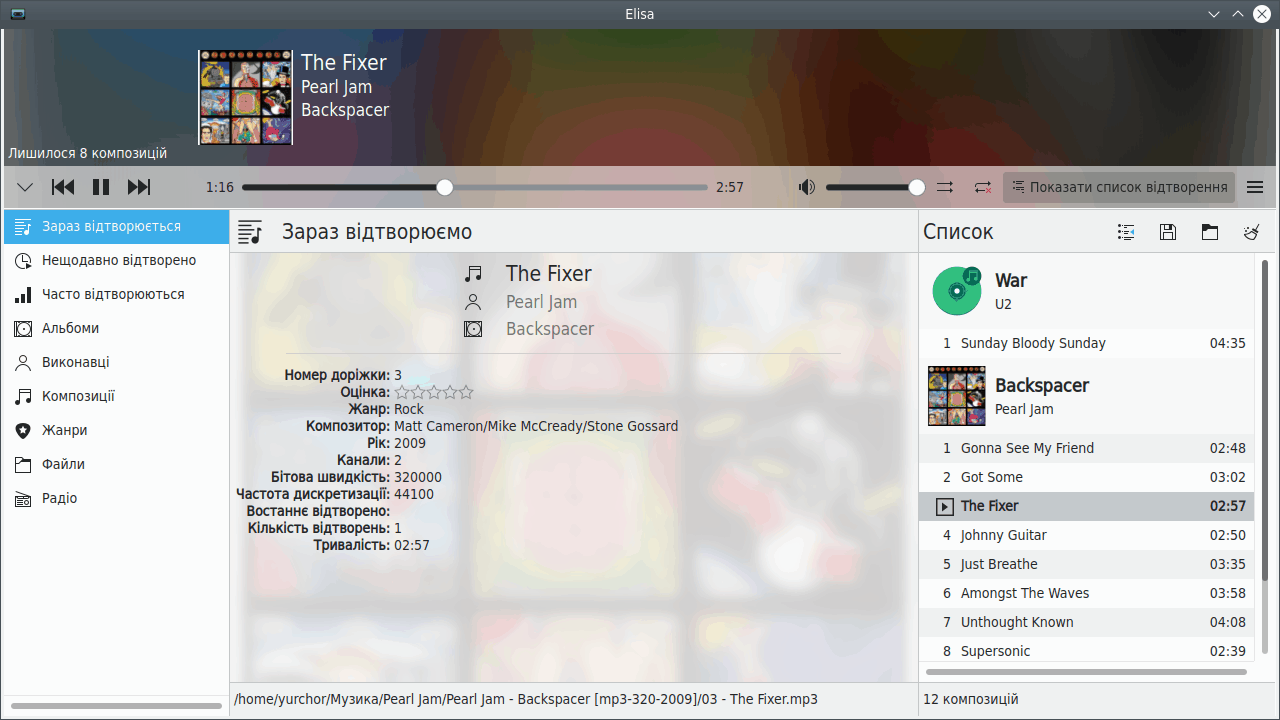 Elisa
The Fixer
Pearl Jam
Backspacer
Лишилося 8 композицій
1:16
2:57
Показати список відтворення
Зараз відтворюється
Нещодавно відтворено
Часто відтворюються
Альбоми
Виконавці
Композиції
Жанри
Файли
Радіо
Зараз відтворюємо
The Fixer
Pearl Jam
Backspacer
Номер доріжки: 3
Оцінка:
Жанр: Rock
Композитор: Matt Cameron/Mike McCready/Stone Gossard
Рік: 2009
Канали: 2
Бітова швидкість: 320000
Частота дискретизації: 44100
Востаннє відтворено:
Кількість відтворень: 1
Тривалість: 02:57
/home/yurchor/Музика/Pearl Jam/Pearl Jam - Backspacer [mp3-320-2009]/03 - The Fixer.mp3
Список
War
U2
1 Sunday Bloody Sunday 04:35
Backspacer
Pearl Jam
1 Gonna See My Friend 02:48
2 Got Some 03:02
The Fixer 02:57
4 Johnny Guitar 02:50
5 Just Breathe 03:35
6 Amongst The Waves 03:58
7 Unthought Known 04:08
8 Supersonic 02:39
12 композицій